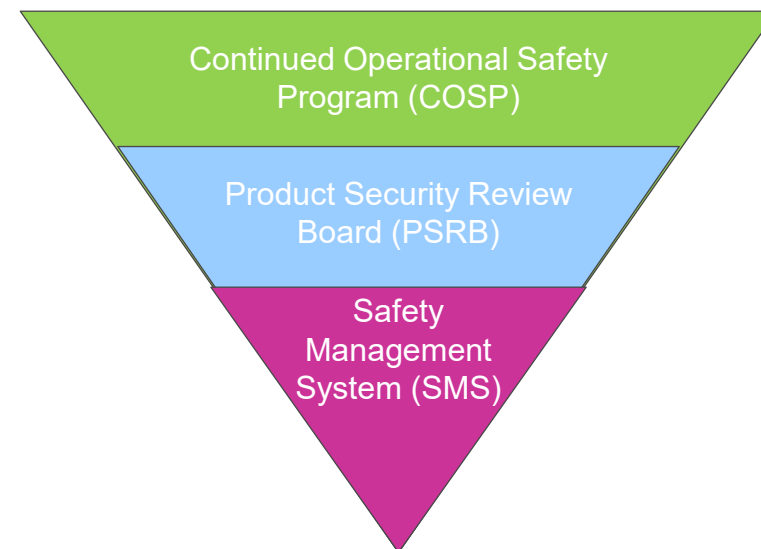 Continued Operational Safety
Program (COSP)
Product Security Review
Board (PSRB)
Safety
Management
System (SMS)